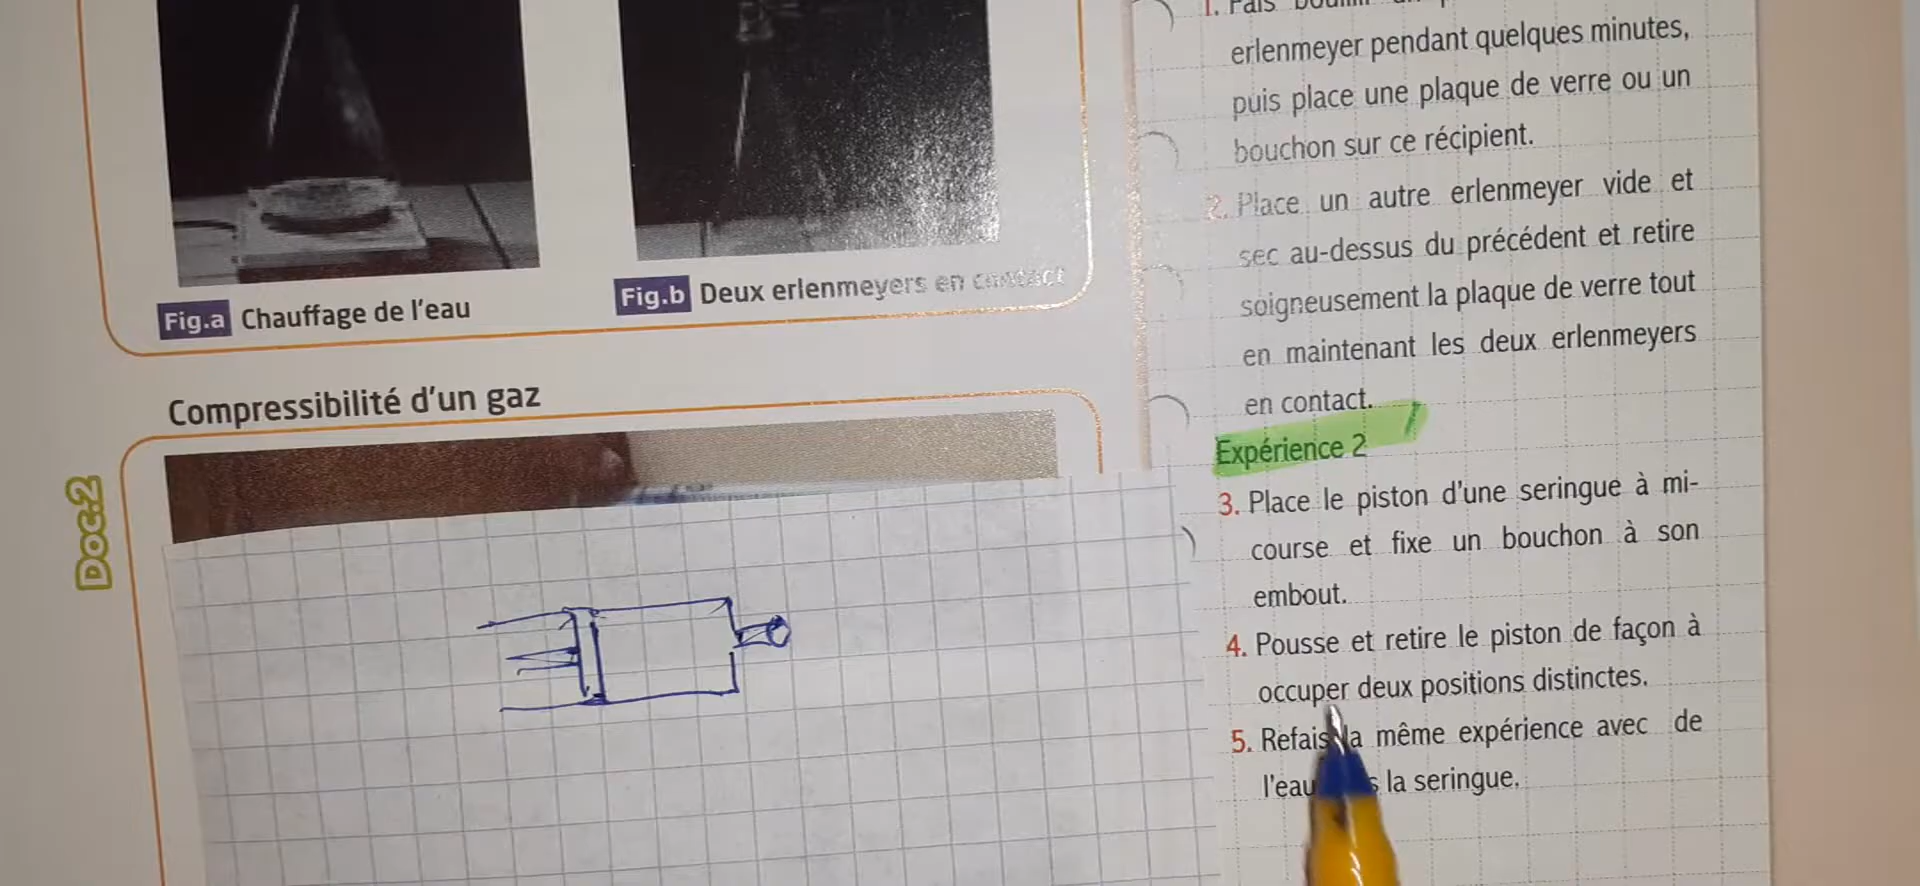 Fig.a Chauffage de l'eau
Fig.b Deux erlenmeyers en contact
Compressibilité d'un gaz
Doc.2
1. Fais bouillir
erlenmeyer pendant quelques minutes,
puis place une plaque de verre ou un
bouchon sur ce récipient.
2. Place un autre erlenmeyer vide et
sec au-dessus du précédent et retire
soigneusement la plaque de verre tout
en maintenant les deux erlenmeyers
en contact.
Expérience 2
3. Place le piston d'une seringue à mi-
course et fixe un bouchon à son
embout.
4. Pousse et retire le piston de façon à
occuper deux positions distinctes.
5. Refais la même expérience avec de
l'eau la seringue.